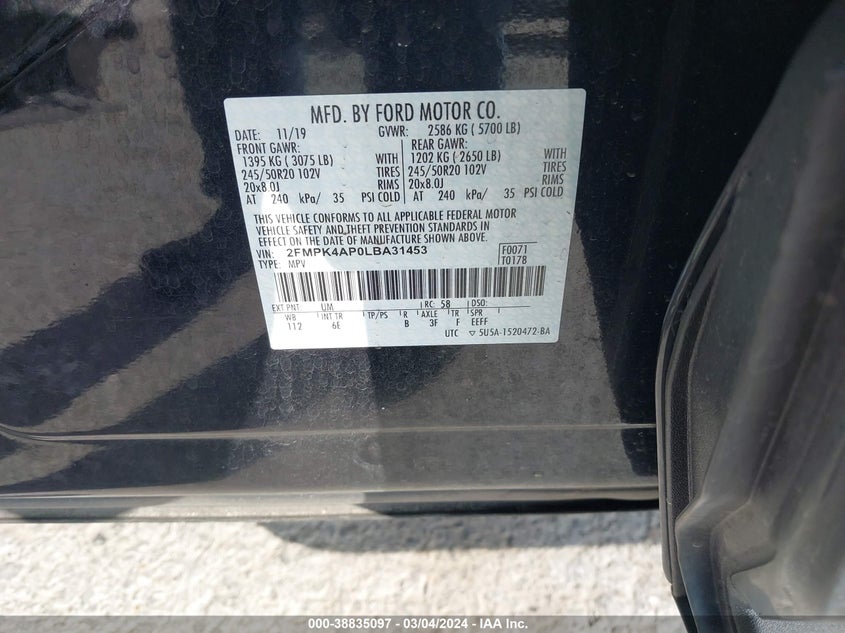 MFD. BY FORD MOTOR CO.
DATE: 11/19 GVWR: 2586 KG ( 5700 LB)
FRONT GAWR: REAR GAWR:
1395 KG ( 3075 LB) WITH 1202 KG ( 2650 LB) WITH
245/50R20 102V TIRES 245/50R20 102V TIRES
20x8.0J RIMS 20x8.0J RIMS
AT 240 kPa/ 35 PSI COLD AT 240 kPa/ 35 PSI COLD
THIS VEHICLE CONFORMS TO ALL APPLICABLE FEDERAL MOTOR
VEHICLE SAFETY AND THEFT PREVENTION STANDARDS IN
EFFECT ON THE DATE OF MANUFACTURE SHOWN ABOVE.
VIN: 2FMPK4AP0LBA31453 F0071
TYPE: MPV T0178
EXT PNT: UM RC: 58 DSO:
WB INT TR TP/PS R AXLE TR SPR
112 6E B 3F F EEFF
UTC ▽ 5U5A-1520472-BA
000-38835097 - 03/04/2024 - IAA Inc.